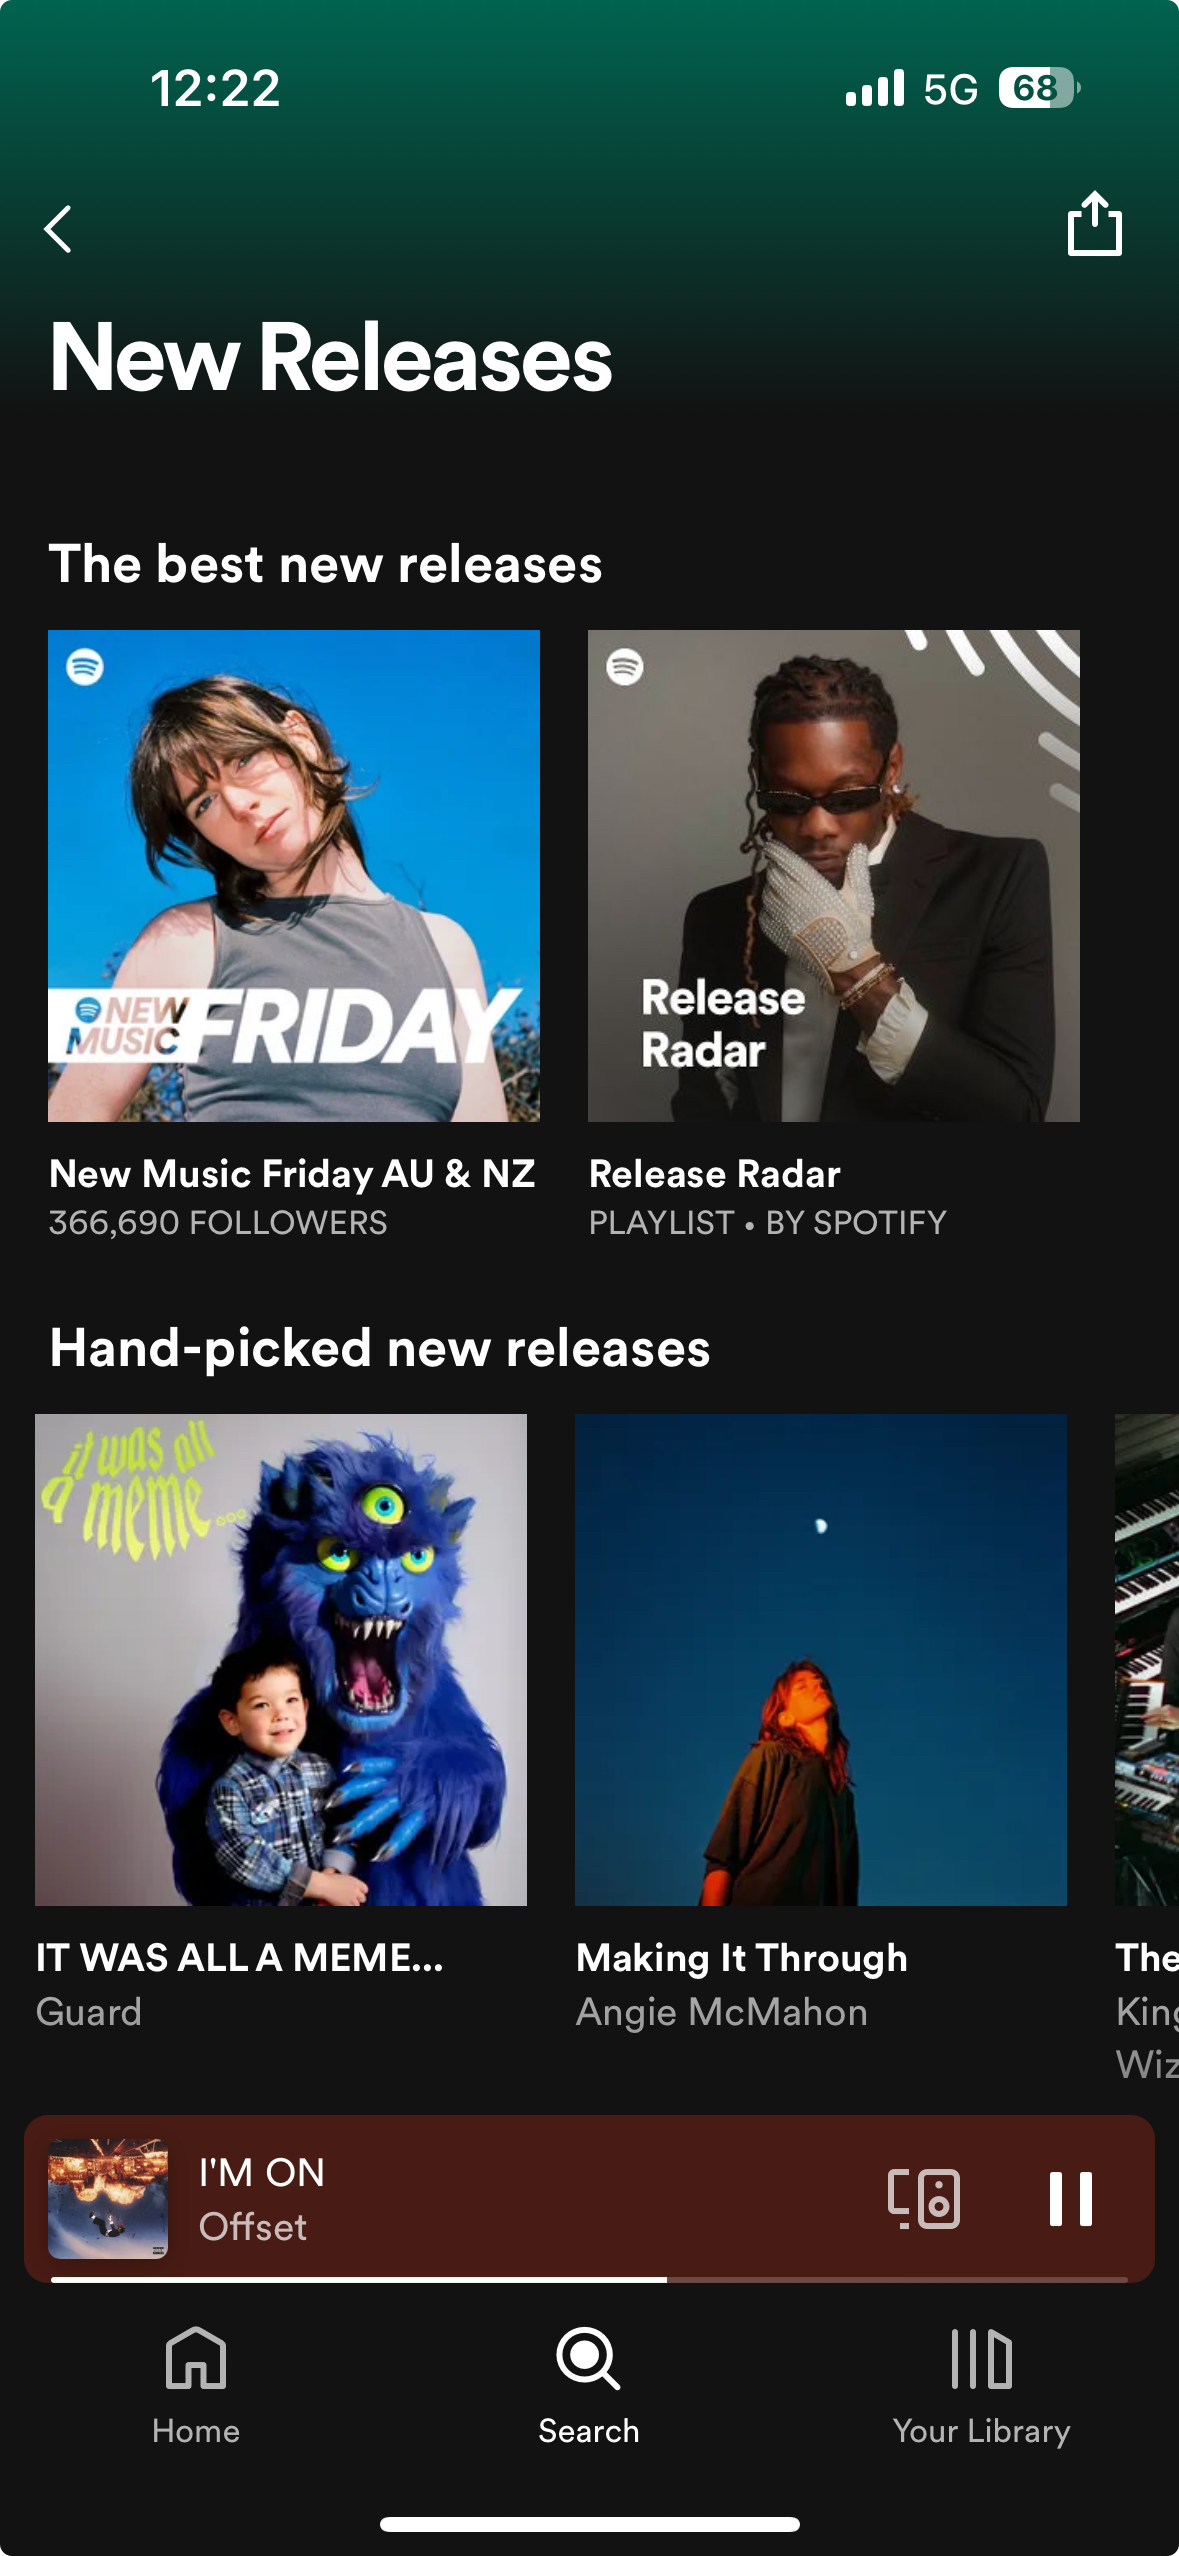 12:22
5G 68
New Releases
The best new releases
NEW
MUSIC FRIDAY
Release
Radar
New Music Friday AU & NZ
366,690 FOLLOWERS
Release Radar
PLAYLIST • BY SPOTIFY
Hand-picked new releases
it was all
a meme...
IT WAS ALL A MEME...
Guard
Making It Through
Angie McMahon
The
King
Wiz
I'M ON
Offset
Home
Search
Your Library